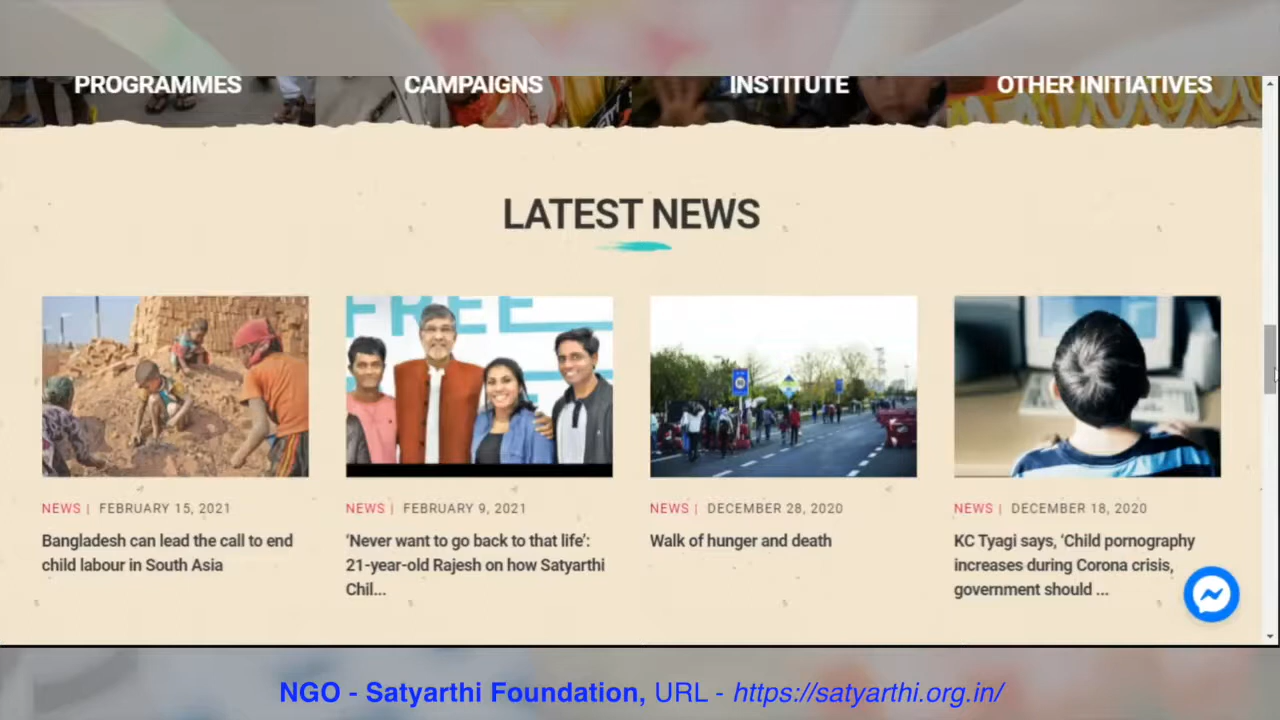 PROGRAMMES
CAMPAIGNS
INSTITUTE
OTHER INITIATIVES
LATEST NEWS
FREE
NEWS | FEBRUARY 15, 2021
Bangladesh can lead the call to end
child labour in South Asia
NEWS | FEBRUARY 9, 2021
‘Never want to go back to that life’:
21-year-old Rajesh on how Satyarthi
Chil...
NEWS | DECEMBER 28, 2020
Walk of hunger and death
NEWS | DECEMBER 18, 2020
KC Tyagi says, ‘Child pornography
increases during Corona crisis,
government should ...
NGO - Satyarthi Foundation, URL - https://satyarthi.org.in/